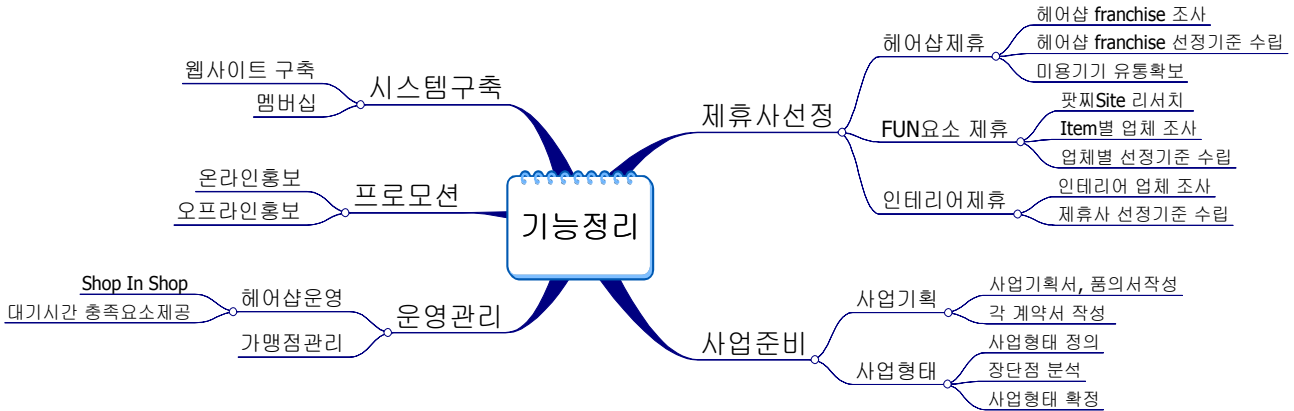 기능정리
제휴사선정
헤어샵제휴
헤어샵 franchise 조사
헤어샵 franchise 선정기준 수립
미용기기 유통확보
FUN요소 제휴
팟찌Site 리서치
Item별 업체 조사
업체별 선정기준 수립
인테리어제휴
인테리어 업체 조사
제휴사 선정기준 수립
사업준비
사업기획
사업기획서, 품의서작성
각 계약서 작성
사업형태
사업형태 정의
장단점 분석
사업형태 확정
시스템구축
웹사이트 구축
멤버십
프로모션
온라인홍보
오프라인홍보
운영관리
헤어샵운영
Shop In Shop
대기시간 충족요소제공
가맹점관리